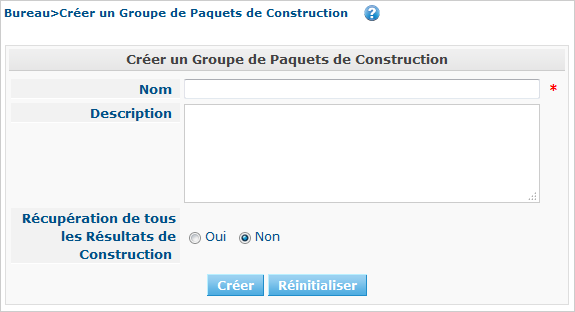 Bureau>Créer un Groupe de Paquets de Construction ?
Créer un Groupe de Paquets de Construction
Nom *
Description
Récupération de tous
les Résultats de
Construction
Oui Non
Créer Réinitialiser